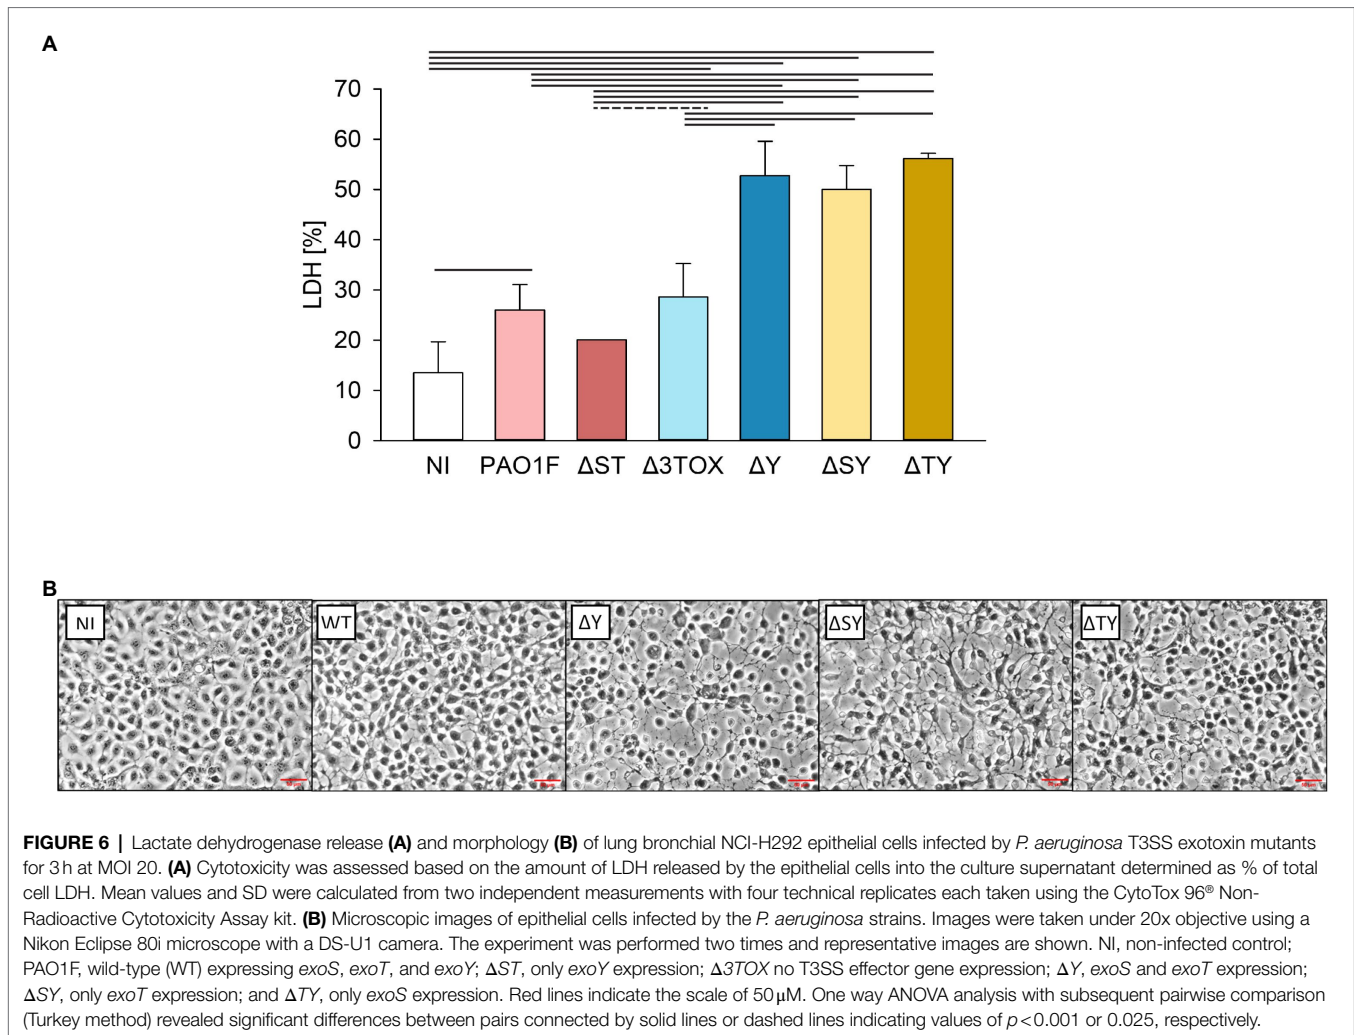 A
70
60
50
40
30
20
10
0
LDH [%]
NI PAO1F ΔST Δ3TOX ΔY ΔSY ΔTY
B
NI WT ΔY ΔSY ΔTY
FIGURE 6 | Lactate dehydrogenase release (A) and morphology (B) of lung bronchial NCI-H292 epithelial cells infected by P. aeruginosa T3SS exotoxin mutants
for 3 h at MOI 20. (A) Cytotoxicity was assessed based on the amount of LDH released by the epithelial cells into the culture supernatant determined as % of total
cell LDH. Mean values and SD were calculated from two independent measurements with four technical replicates each taken using the CytoTox 96® Non-
Radioactive Cytotoxicity Assay kit. (B) Microscopic images of epithelial cells infected by the P. aeruginosa strains. Images were taken under 20x objective using a
Nikon Eclipse 80i microscope with a DS-U1 camera. The experiment was performed two times and representative images are shown. NI, non-infected control;
PAO1F, wild-type (WT) expressing exoS, exoT, and exoY; ΔST, only exoY expression; Δ3TOX no T3SS effector gene expression; ΔY, exoS and exoT expression;
ΔSY, only exoT expression; and ΔTY, only exoS expression. Red lines indicate the scale of 50 μM. One way ANOVA analysis with subsequent pairwise comparison
(Turkey method) revealed significant differences between pairs connected by solid lines or dashed lines indicating values of p < 0.001 or 0.025, respectively.